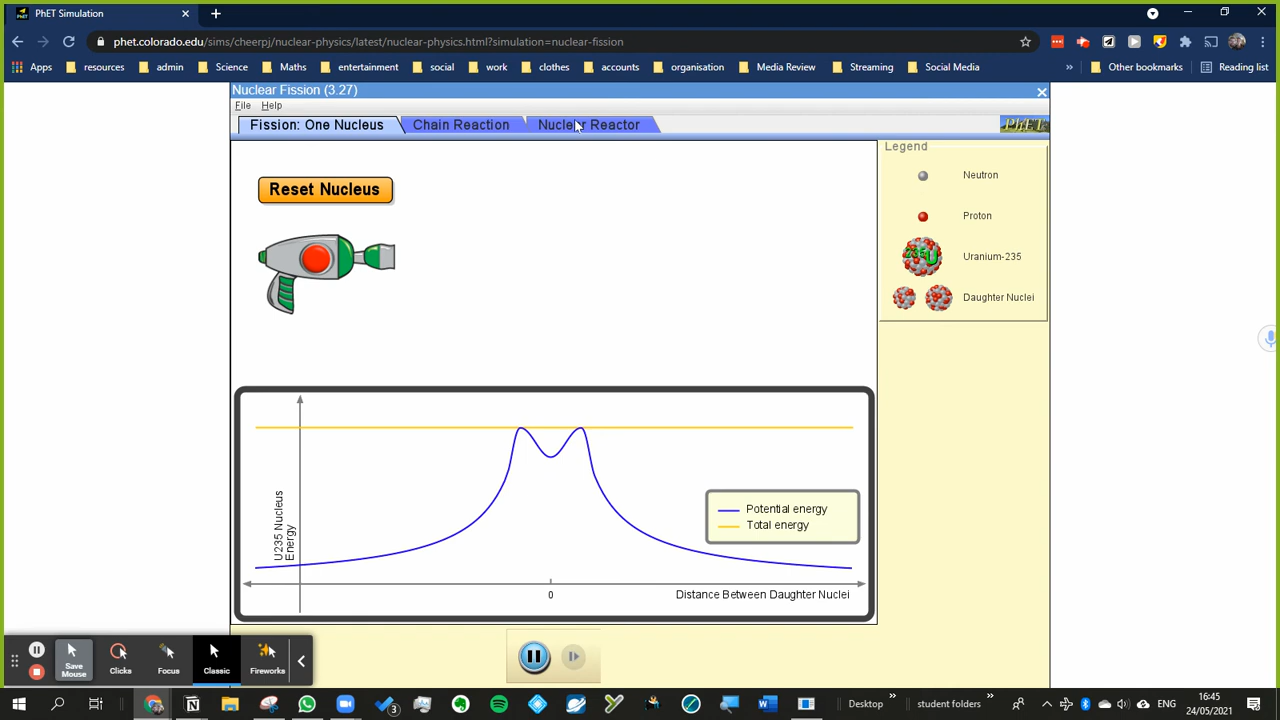 PhET Simulation
phet.colorado.edu/sims/cheerpj/nuclear-physics/latest/nuclear-physics.html?simulation=nuclear-fission
Apps resources admin Science Maths entertainment social work clothes accounts organisation Media Review Streaming Social Media » Other bookmarks Reading list
Nuclear Fission (3.27)
File Help
Fission: One Nucleus Chain Reaction Nuclear Reactor PhET
Legend
Neutron
Proton
235U Uranium-235
Daughter Nuclei
Reset Nucleus
U235 Nucleus
Energy
Potential energy
Total energy
0
Distance Between Daughter Nuclei
Save
Mouse
Clicks
Focus
Classic
Fireworks
3
Desktop
»
student folders
»
ENG
16:45
24/05/2021